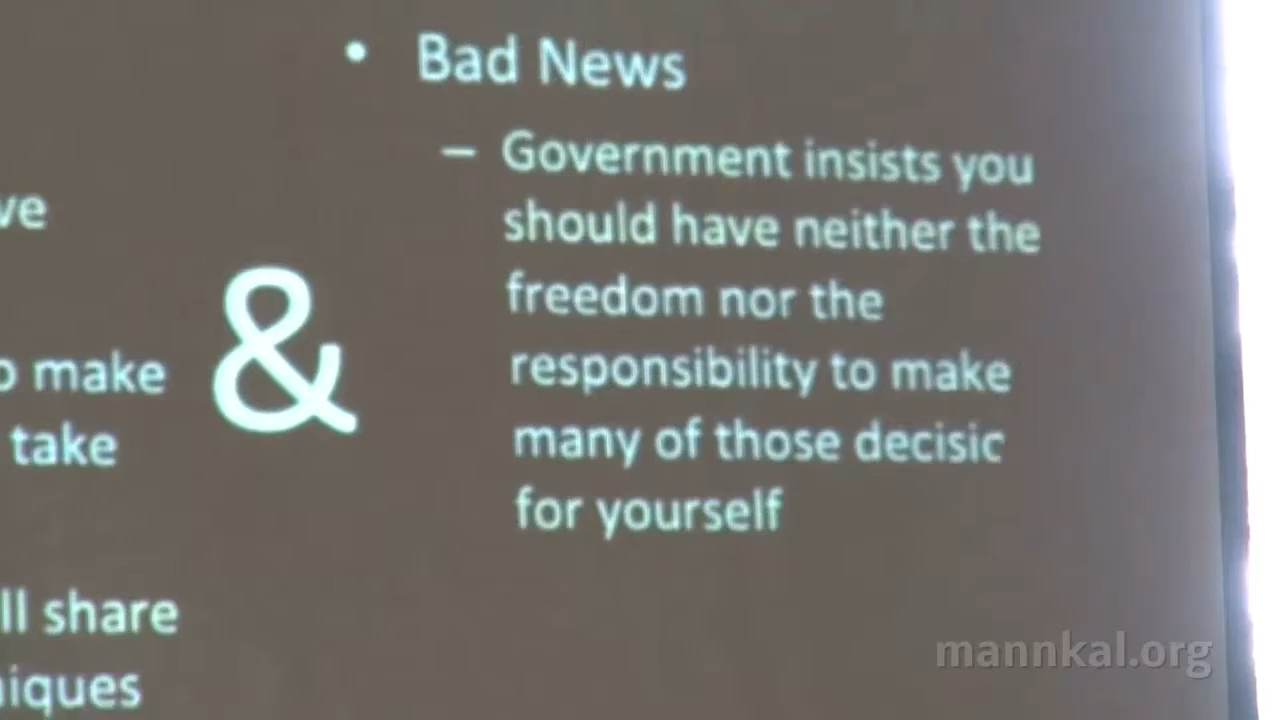 ve
o make
take
ll share
niques
&
• Bad News
– Government insists you
should have neither the
freedom nor the
responsibility to make
many of those decisic
for yourself
mannkal.org